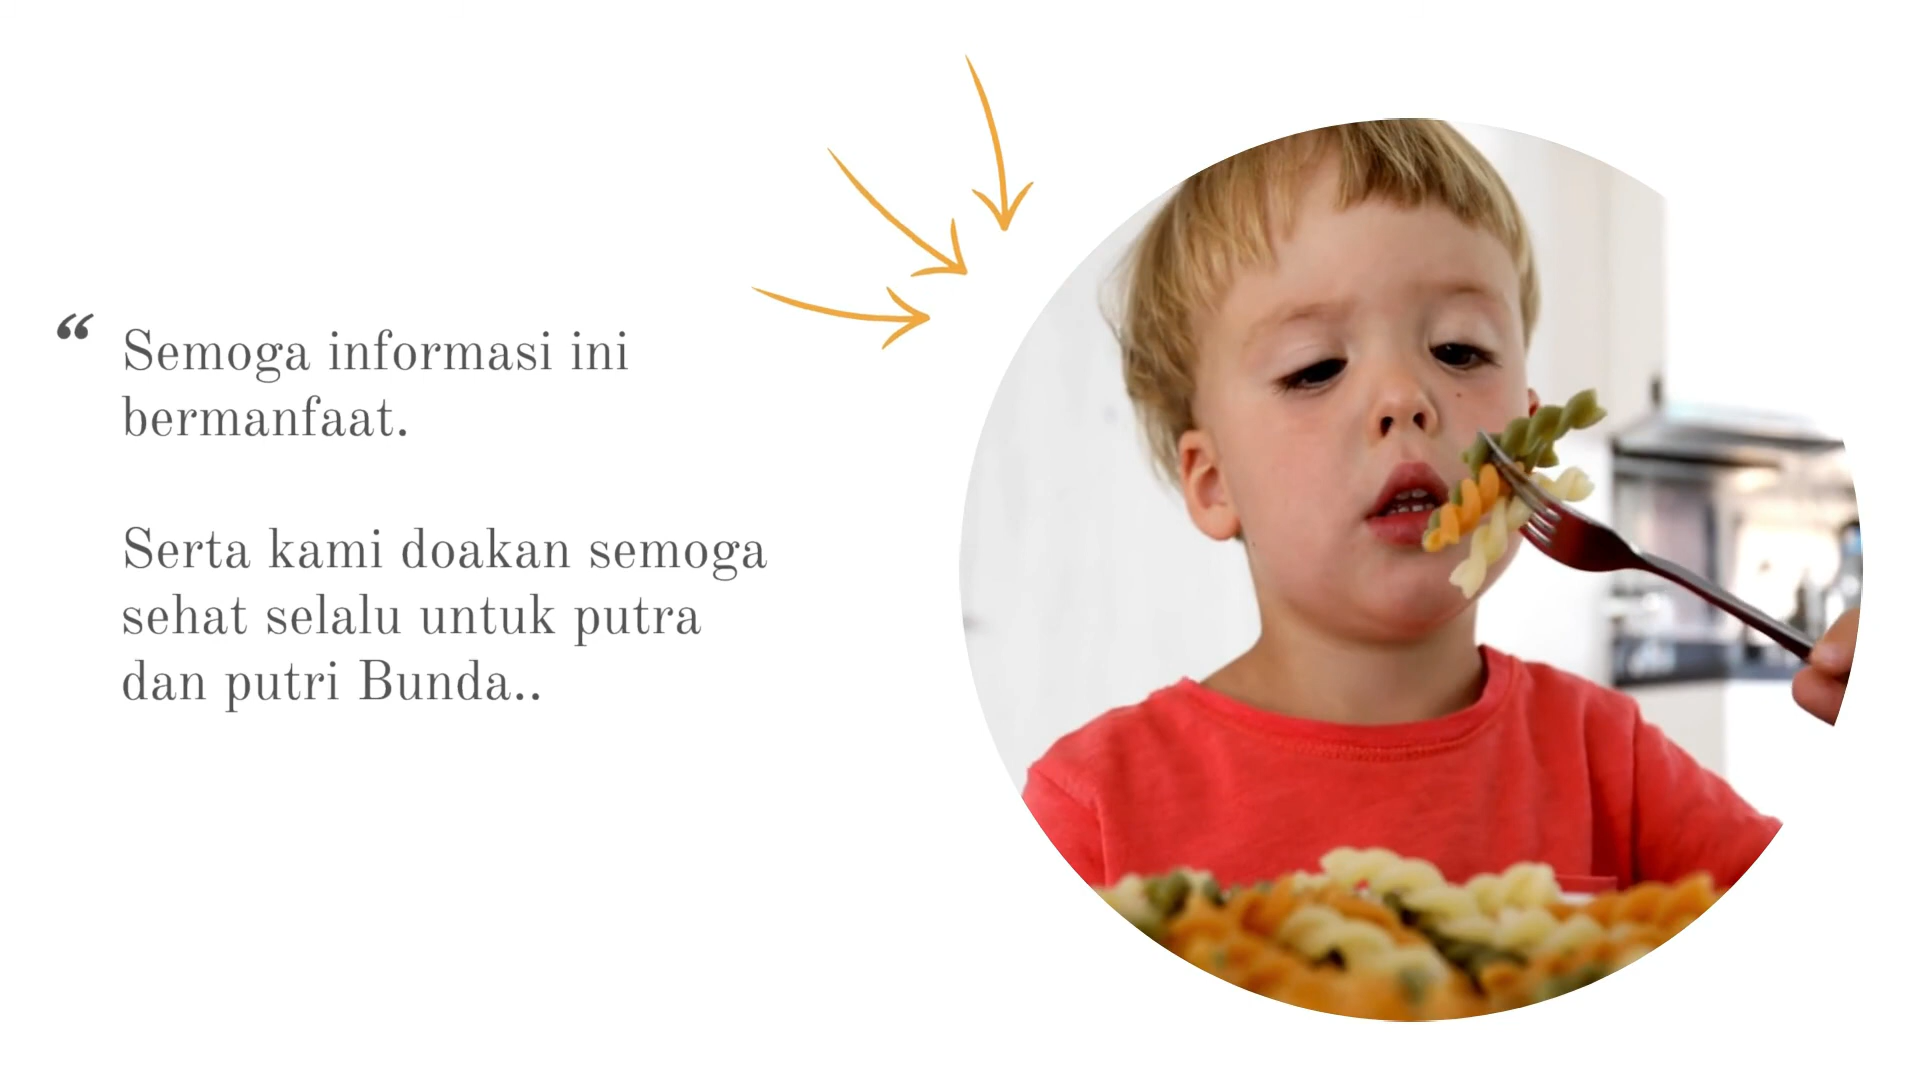 “ Semoga informasi ini
bermanfaat.
Serta kami doakan semoga
sehat selalu untuk putra
dan putri Bunda..